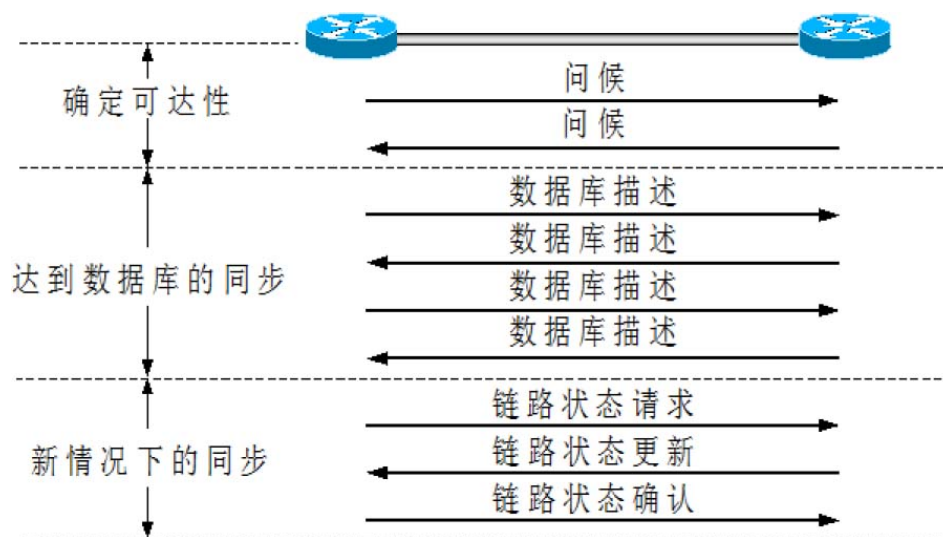 问候
确定可达性
问候
数据库描述
数据库描述
达到数据库的同步
数据库描述
数据库描述
链路状态请求
新情况下的同步
链路状态更新
链路状态确认